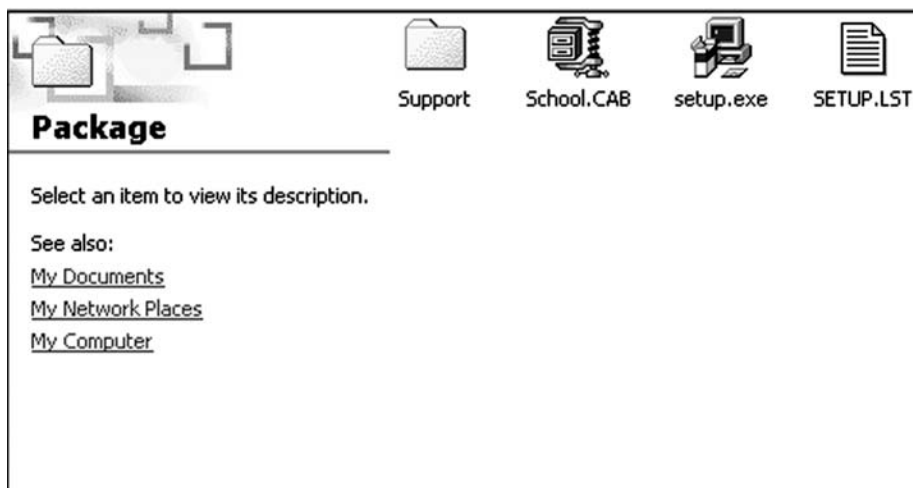 Package
Support
School.CAB
setup.exe
SETUP.LST
Select an item to view its description.
See also:
My Documents
My Network Places
My Computer